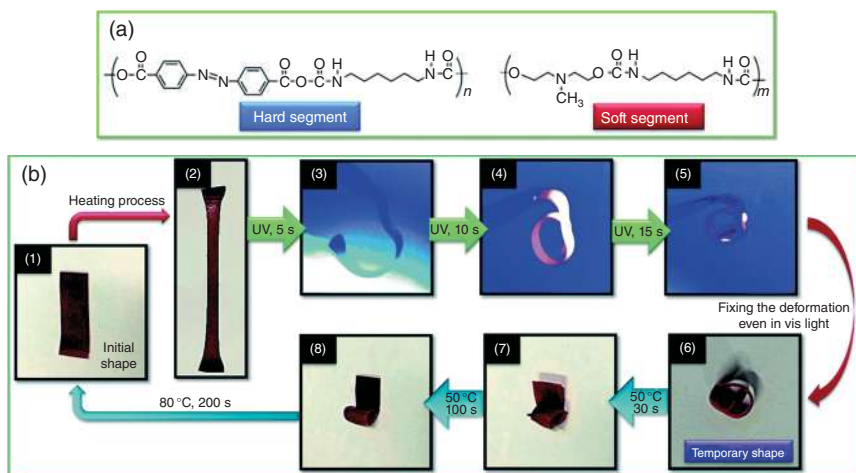 (a)
O C O N=N C O O C O H N H N O C n
O N CH₃ O O C H N H N O C m
Hard segment
Soft segment
(b)
(1)
Initial
shape
Heating process
(2)
UV, 5 s
(3)
UV, 10 s
(4)
UV, 15 s
(5)
Fixing the deformation
even in vis light
(6)
Temporary shape
50 °C
30 s
(7)
50 °C
100 s
(8)
80 °C, 200 s